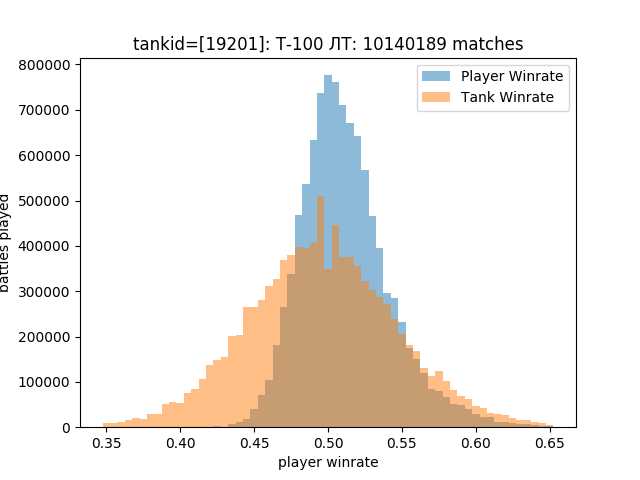 tankid=[19201]: Т-100 ЛТ: 10140189 matches
Player Winrate
Tank Winrate
800000
700000
600000
500000
400000
300000
200000
100000
0
battles played
0.35 0.40 0.45 0.50 0.55 0.60 0.65
player winrate